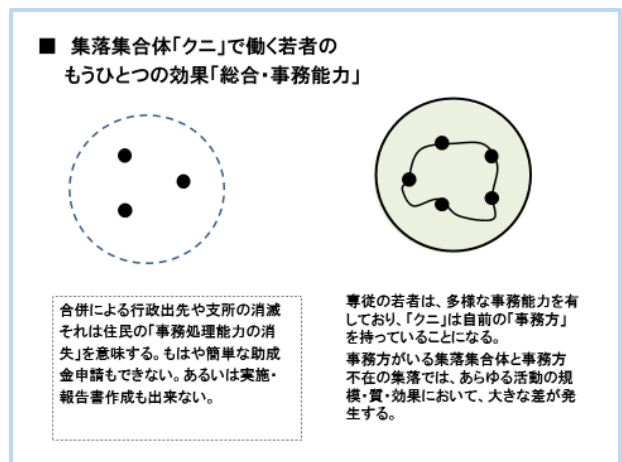 ■ 集落集合体「クニ」で働く若者の
もうひとつの効果「総合・事務能力」
合併による行政出先や支所の消滅
それは住民の「事務処理能力の消
失」を意味する。もはや簡単な助成
金申請もできない。あるいは実施・
報告書作成も出来ない。
専従の若者は、多様な事務能力を有
しており、「クニ」は自前の「事務方」
を持っていることになる。
事務方がいる集落集合体と事務方
不在の集落では、あらゆる活動の規
模・質・効果において、大きな差が発
生する。